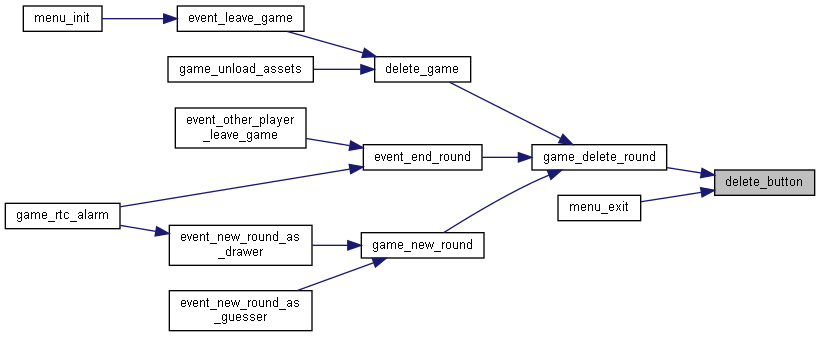 menu_init
event_leave_game
game_unload_assets
delete_game
event_other_player
_leave_game
event_end_round
game_delete_round
delete_button
menu_exit
game_rtc_alarm
event_new_round_as
_drawer
game_new_round
event_new_round_as
_guesser